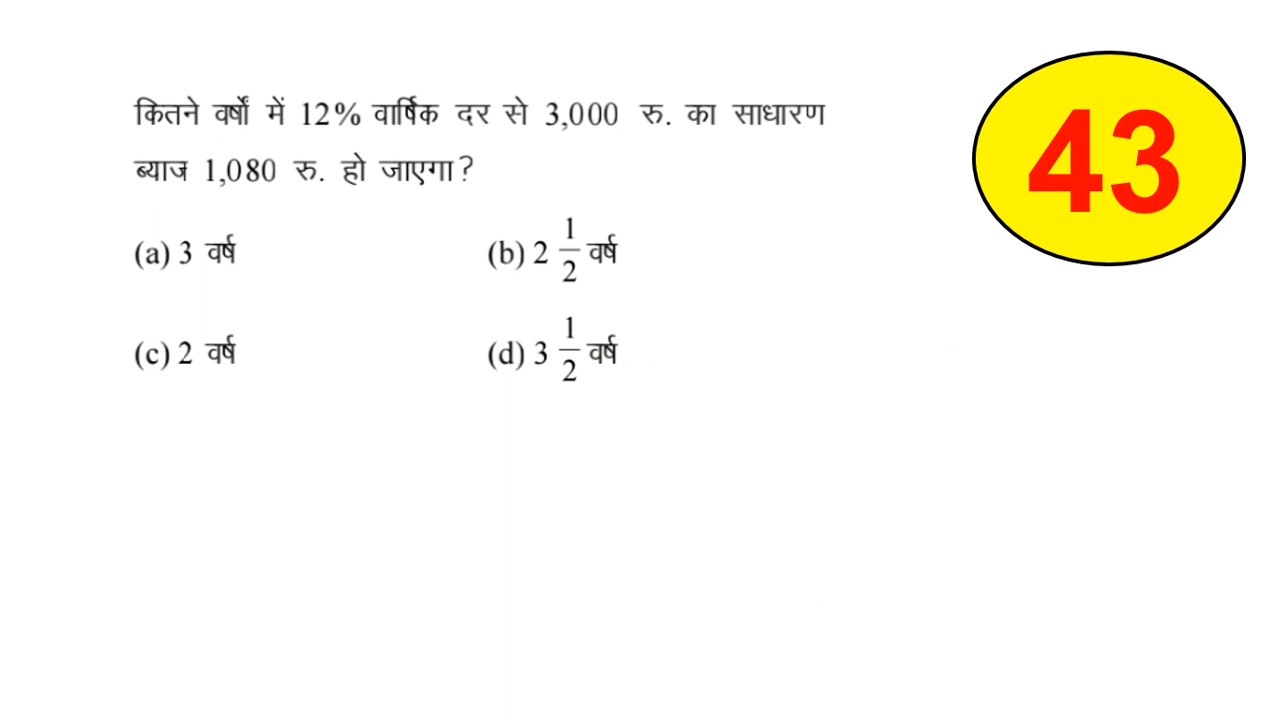 कितने वर्षों में 12% वार्षिक दर से 3,000 रु. का साधारण
ब्याज 1,080 रु. हो जाएगा?
(a) 3 वर्ष (b) 2 1/2 वर्ष
(c) 2 वर्ष (d) 3 1/2 वर्ष
43